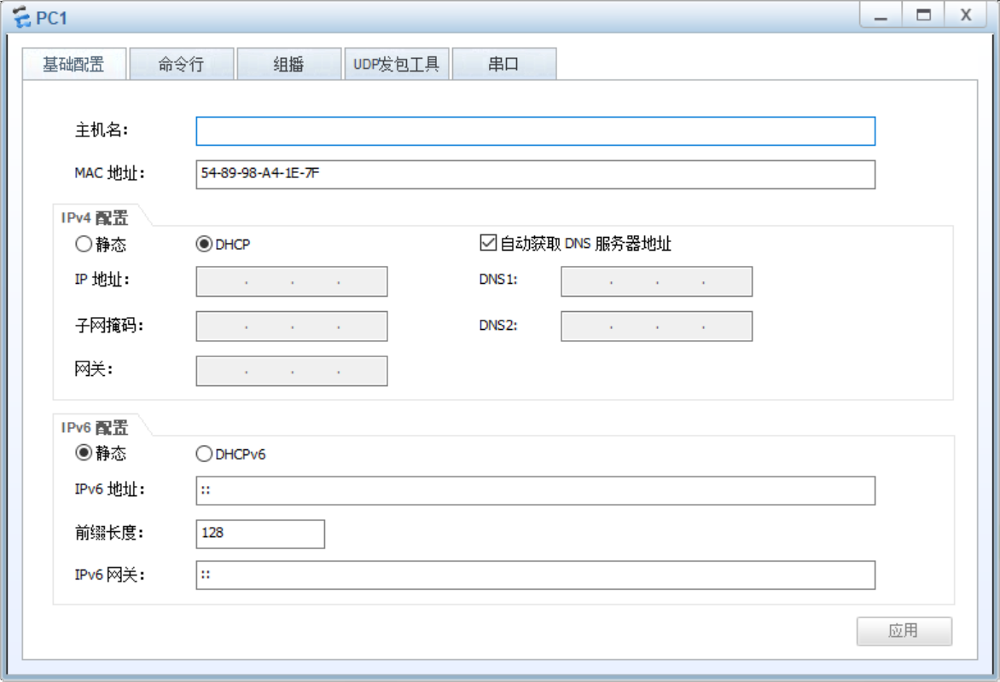 PC1
基础配置 命令行 组播 UDP发包工具 串口
主机名:
MAC 地址: 54-89-98-A4-1E-7F
IPv4 配置
静态 DHCP 自动获取 DNS 服务器地址
IP 地址: . . . DNS1: . . .
子网掩码: . . . DNS2: . . .
网关: . . .
IPv6 配置
静态 DHCPv6
IPv6 地址: ::
前缀长度: 128
IPv6 网关: ::
应用